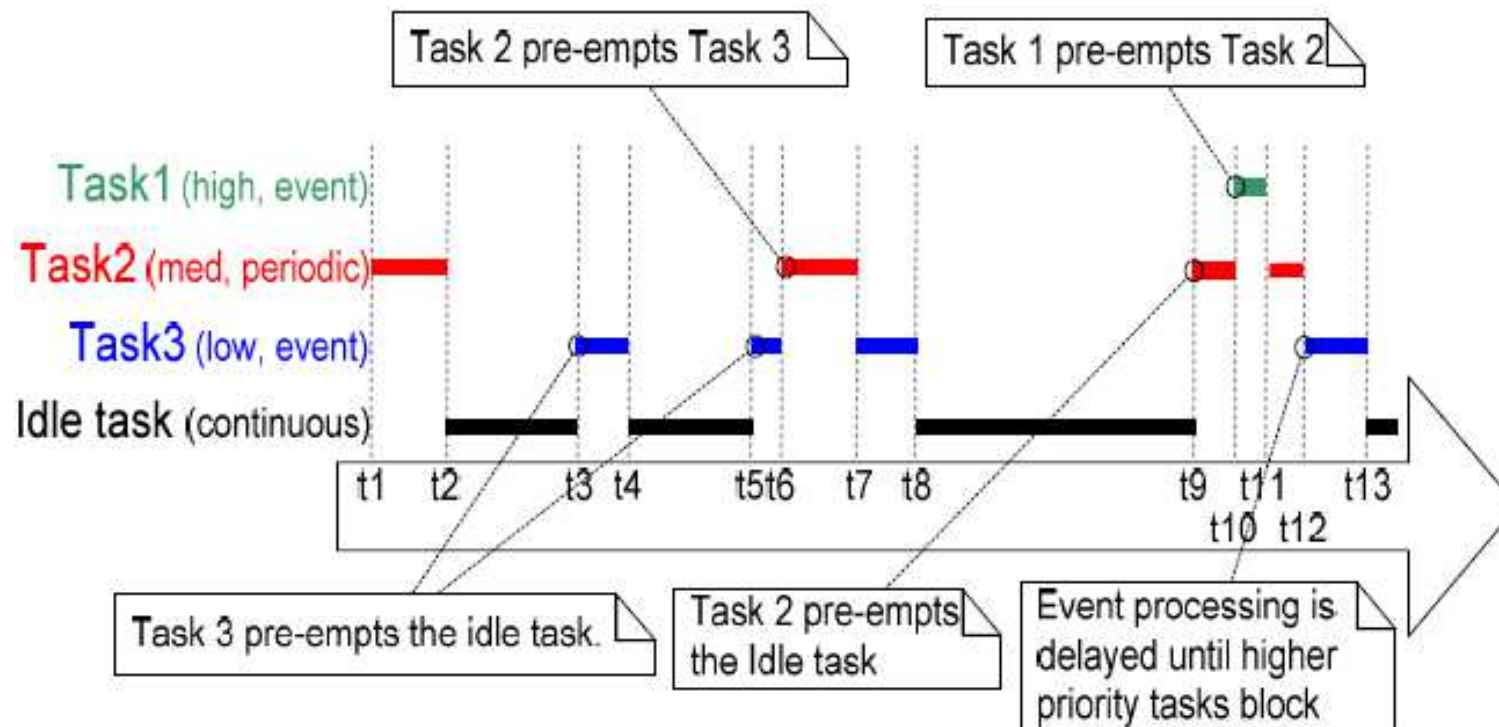 Task 2 pre-empts Task 3
Task 1 pre-empts Task 2
Task1 (high, event)
Task2 (med, periodic)
Task3 (low, event)
Idle task (continuous)
t1 t2 t3 t4 t5 t6 t7 t8 t9 t11 t13
t10 t12
Task 3 pre-empts the idle task.
Task 2 pre-empts
the Idle task
Event processing is
delayed until higher
priority tasks block